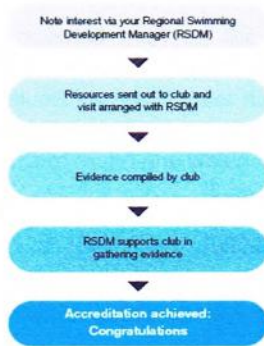 Note interest via your Regional Swimming
Development Manager (RSDM)
Resources sent out to club and
visit arranged with RSDM
Evidence compiled by club
RSDM supports club in
gathering evidence
Accreditation achieved:
Congratulations